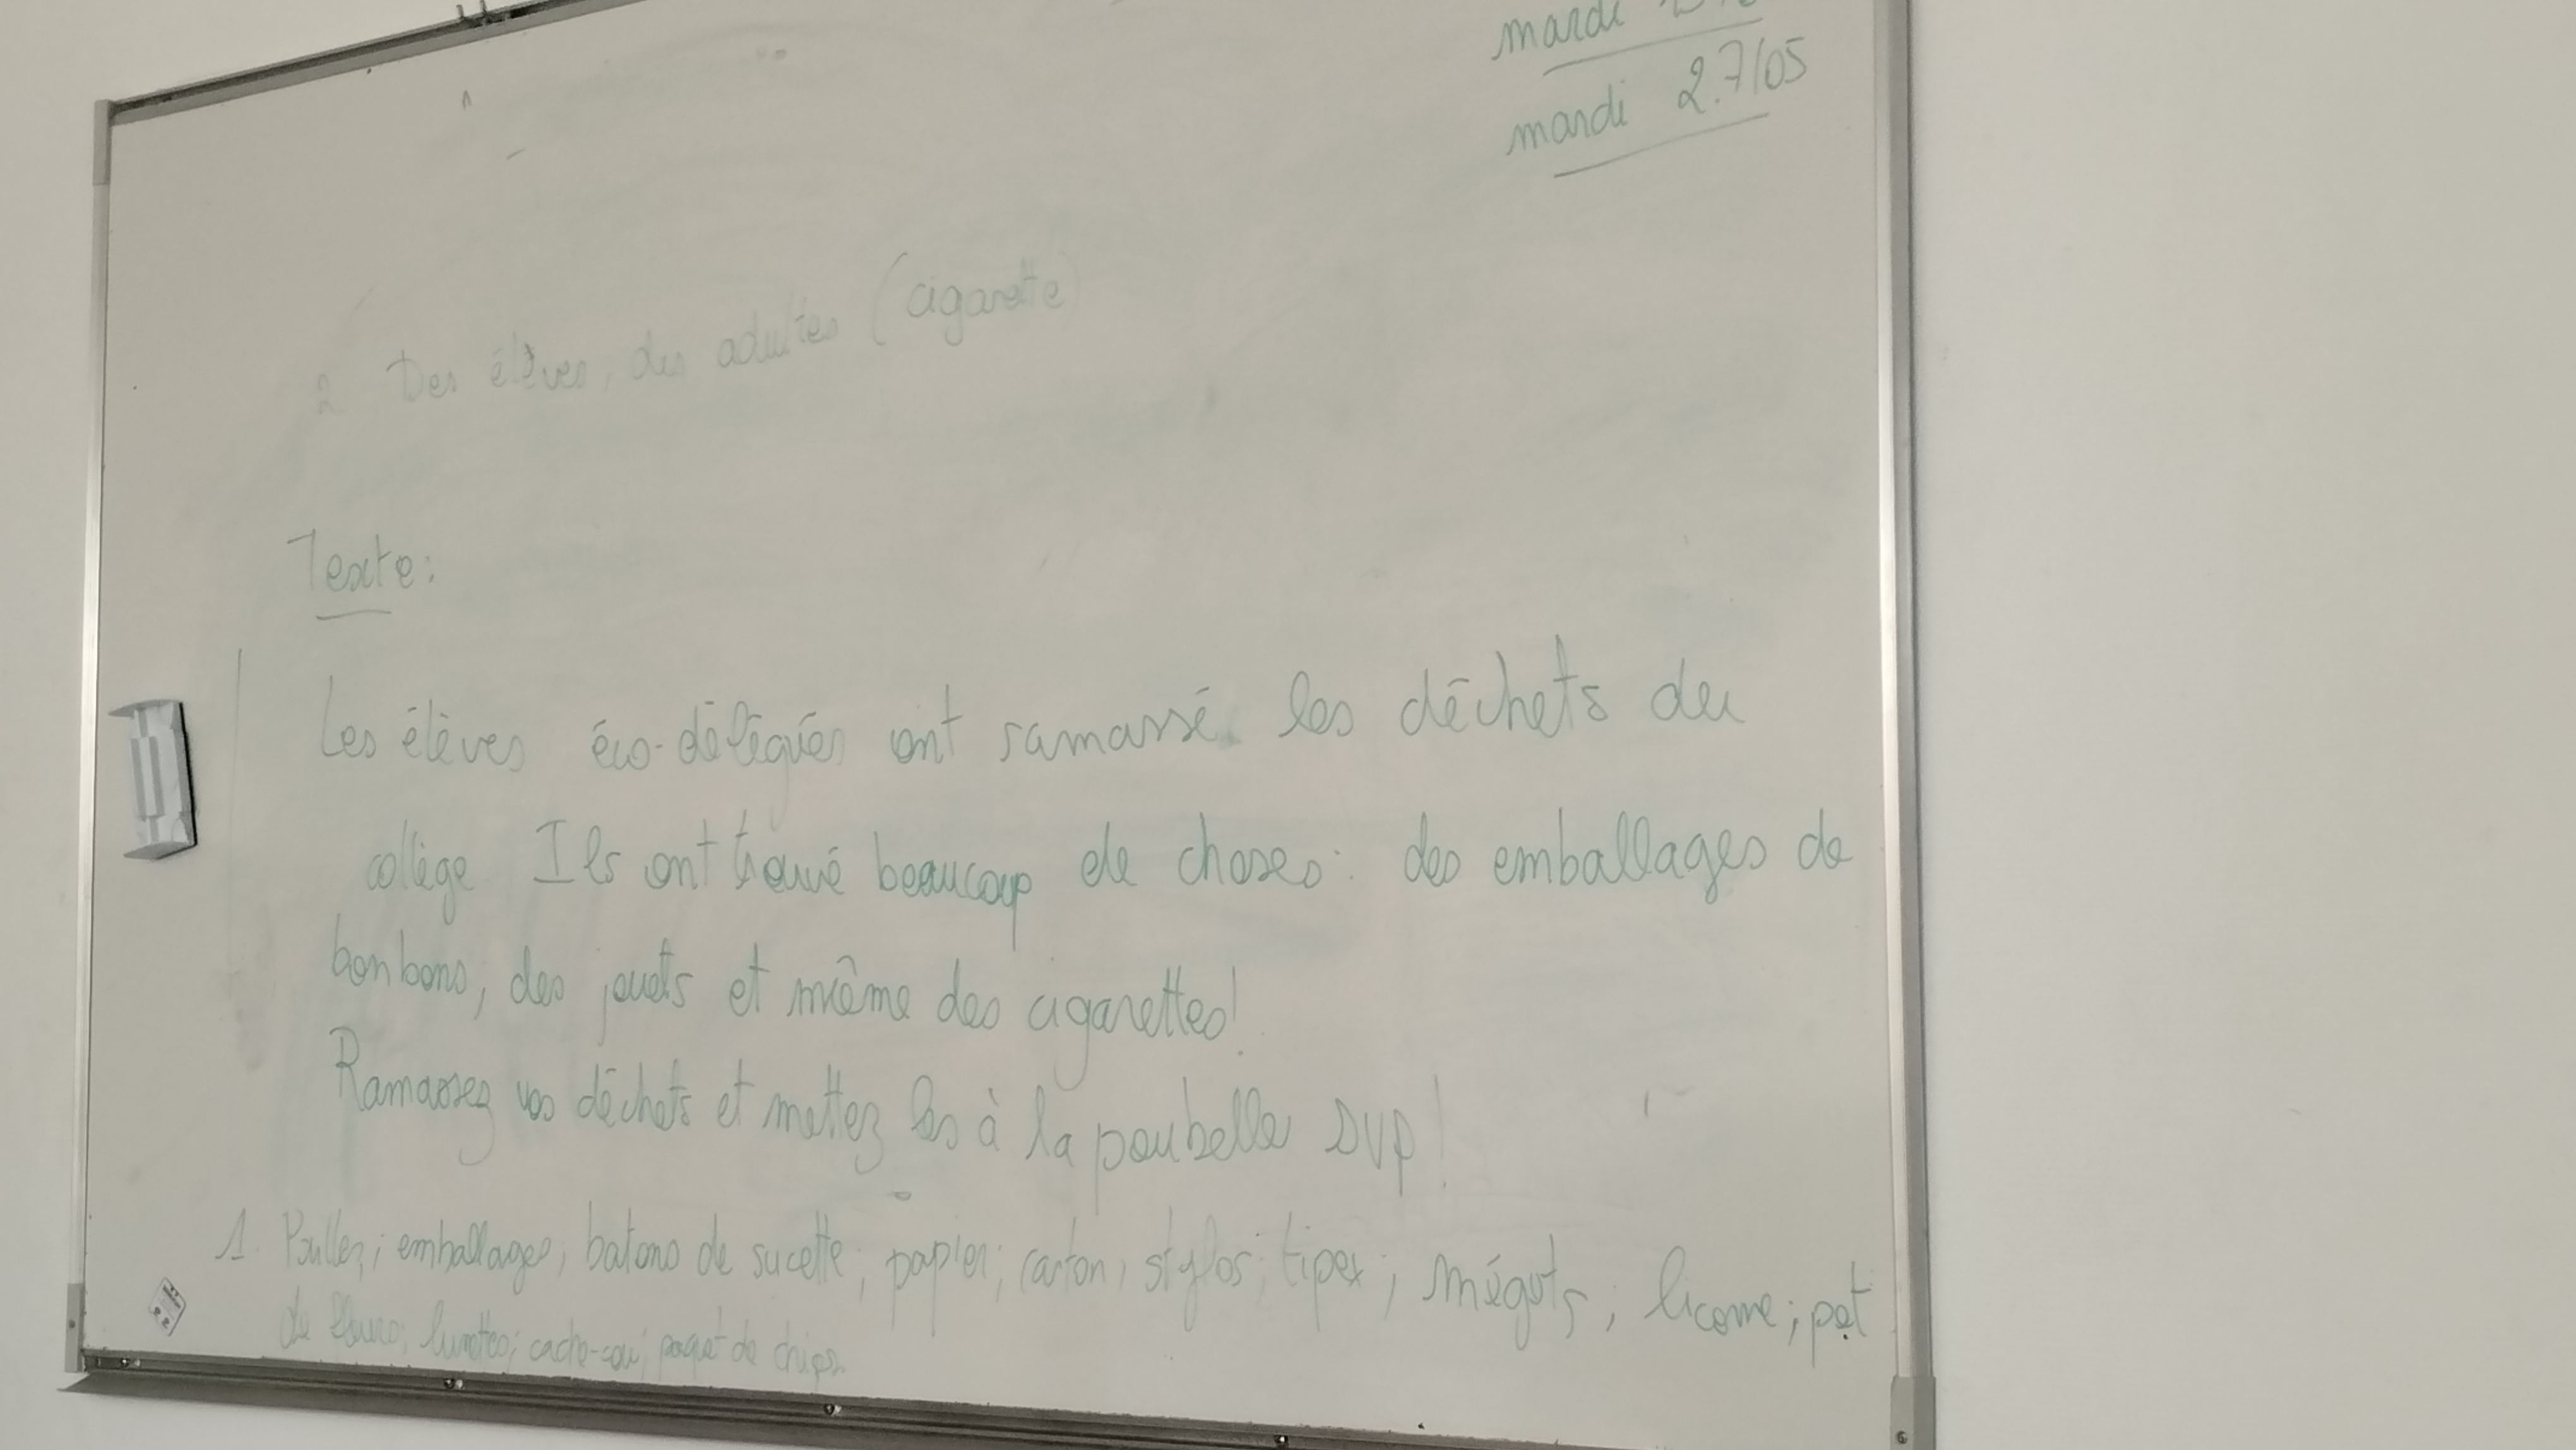 mardi
mardi 27/05
2 Des élèves, des adultes (cigarette)
Texte:
Les élèves éco-délégués ont ramassé les déchets du
collège. Ils ont trouvé beaucoup de choses: des emballages de
bonbons, des jouets et même des cigarettes!
Ramassez vos déchets et mettez les à la poubelle SVP!
1. Pailles; emballages; batons de sucette; papier; carton; stylos; tipex; mégots; licorne; pot
de fleurs; lunettes; cache-cou; paquet de chips